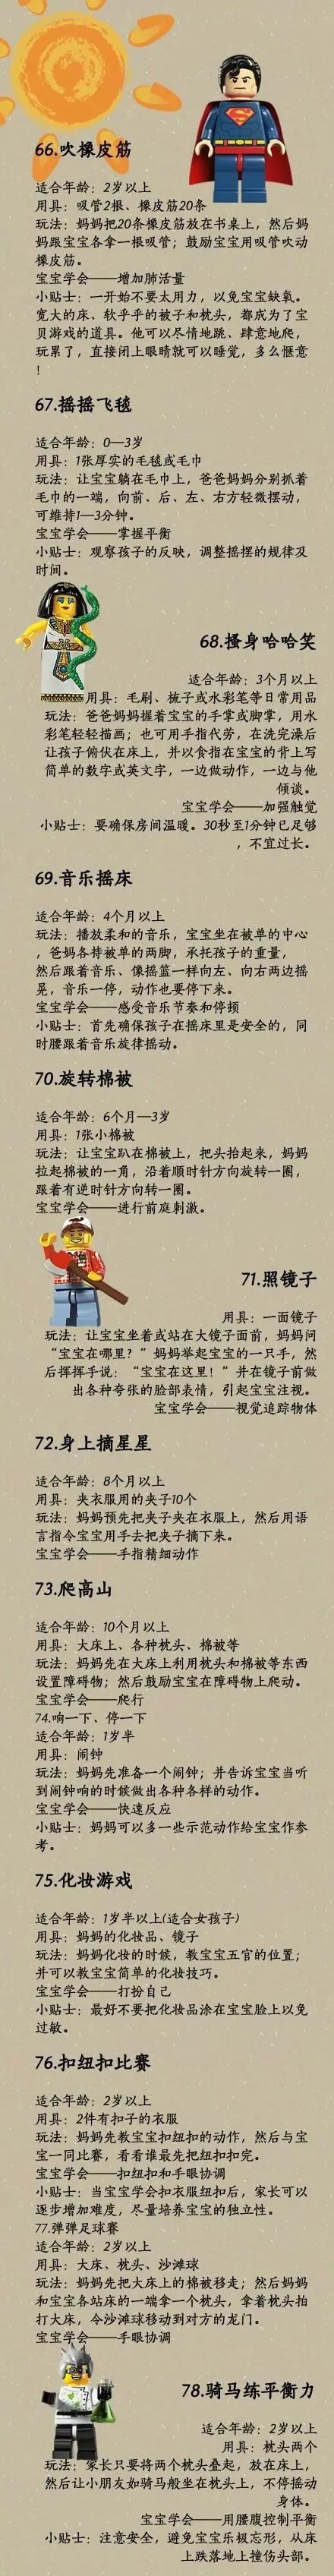 66.吹橡皮筋
适合年龄：2岁以上
用具：吸管2根、橡皮筋20条
玩法：妈妈把20条橡皮筋放在书桌上，然后妈
妈跟宝宝各拿一根吸管；鼓励宝宝用吸管吹动
橡皮筋。
宝宝学会——增加肺活量
小贴士：一开始不要太用力，以免宝宝缺氧。
宽大的床、软乎乎的被子和枕头，都成为了宝
贝游戏的道具。他可以尽情地跳、肆意地爬，
玩累了，直接闭上眼睛就可以睡觉，多么惬意
！
67.摇摇飞毯
适合年龄：0—3岁
用具：1张厚实的毛毯或毛巾
玩法：让宝宝躺在毛巾上，爸爸妈妈分别抓着
毛巾的一端，向前、后、左、右方轻微摆动，
可维持1—3分钟。
宝宝学会——掌握平衡
小贴士：观察孩子的反映，调整摇摆的规律及
时间。
68.搔身哈哈笑
适合年龄：3个月以上
用具：毛刷、梳子或水彩笔等日常用品
玩法：爸爸妈妈握着宝宝的手掌或脚掌，用水
彩笔轻轻描画；也可用手指代劳，在洗完澡后
让孩子俯伏在床上，并以食指在宝宝的背上写
简单的数字或英文字，一边做动作，一边与他
倾谈。
宝宝学会——加强触觉
小贴士：要确保房间温暖。30秒至1分钟已足够
，不宜过长。
69.音乐摇床
适合年龄：4个月以上
玩法：播放柔和的音乐，宝宝坐在被单的中心
，爸妈各持被单的两脚，承托孩子的重量，
然后跟着音乐、像摇篮一样向左、向右两边摇
晃，音乐一停，动作也要停下来。
宝宝学会——感受音乐节奏和停顿
小贴士：首先确保孩子在摇床里是安全的，同
时腰跟着音乐旋律摇动。
70.旋转棉被
适合年龄：6个月—3岁
用具：1张小棉被
玩法：让宝宝趴在棉被上，把头抬起来，妈妈
拉起棉被的一角，沿着顺时针方向旋转一圈，
跟着有逆时针方向转一圈。
宝宝学会——进行前庭刺激。
71.照镜子
用具：一面镜子
玩法：让宝宝坐着或站在大镜子面前，妈妈问
“宝宝在哪里？”妈妈举起宝宝的一只手，然
后挥挥手说：“宝宝在这里！”并在镜子前做
出各种夸张的脸部表情，引起宝宝注视。
宝宝学会——视觉追踪物体
72.身上摘星星
适合年龄：8个月以上
用具：夹衣服用的夹子10个
玩法：妈妈预先把夹子夹在衣服上，然后用语
言指令宝宝用手去把夹子摘下来。
宝宝学会——手指精细动作
73.爬高山
适合年龄：10个月以上
用具：大床上、各种枕头、棉被等
玩法：妈妈先在大床上利用枕头和棉被等东西
设置障碍物；然后鼓励宝宝在障碍物上爬动。
宝宝学会——爬行
74.响一下、停一下
适合年龄：1岁半
用具：闹钟
玩法：妈妈先准备一个闹钟；并告诉宝宝当听
到闹钟响的时候做出各种各样的动作。
宝宝学会——快速反应
小贴士：妈妈可以多一些示范动作给宝宝作参
考。
75.化妆游戏
适合年龄：1岁半以上(适合女孩子)
用具：妈妈的化妆品、镜子
玩法：妈妈化妆的时候，教宝宝五官的位置；
并可以教宝宝简单的化妆技巧。
宝宝学会——打扮自己
小贴士：最好不要把化妆品涂在宝宝脸上以免
过敏。
76.扣纽扣比赛
适合年龄：2岁以上
用具：2件有扣子的衣服
玩法：妈妈先教宝宝扣纽扣的动作，然后与宝
宝一同比赛，看看谁最先把纽扣扣完。
宝宝学会——扣纽扣和手眼协调
小贴士：当宝宝学会扣衣服纽扣后，家长可以
逐步增加难度，尽量培养宝宝的独立性。
77.弹弹足球赛
适合年龄：2岁以上
用具：大床、枕头、沙滩球
玩法：妈妈先把大床上的棉被移走；然后妈妈
和宝宝各站床的一端拿一个枕头，拿着枕头拍
打大床，令沙滩球移动到对方的龙门。
宝宝学会——手眼协调
78.骑马练平衡力
适合年龄：2岁以上
用具：枕头两个
玩法：家长只要将两个枕头叠起，放在床上，
然后让小朋友如骑马般坐在枕头上，不停摇动
身体。
宝宝学会——用腰腹控制平衡
小贴士：注意安全，避免宝宝乐极忘形，从床
上跌落地上撞伤头部。